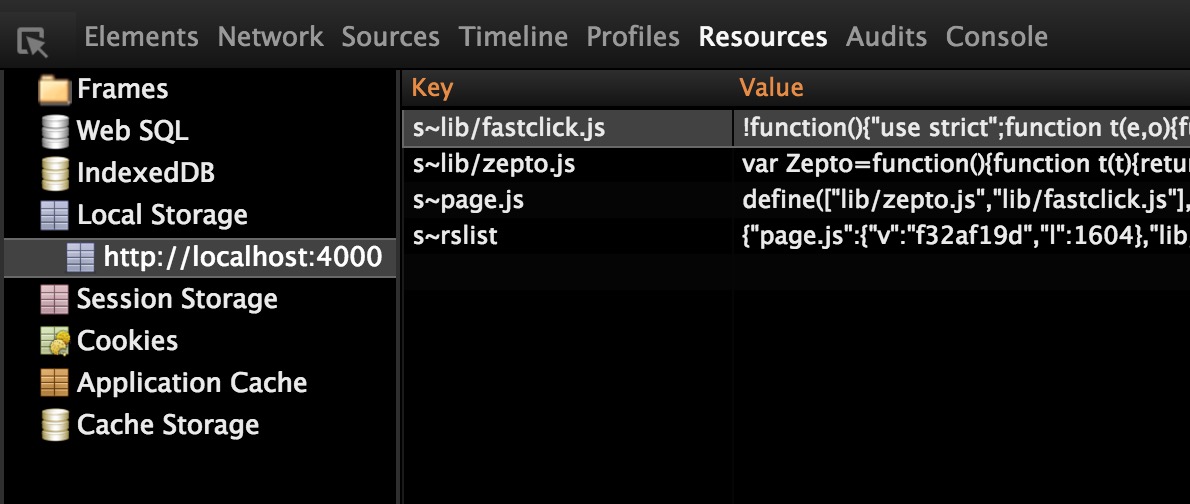 Elements Network Sources Timeline Profiles Resources Audits Console
Frames
Web SQL
IndexedDB
Local Storage
http://localhost:4000
Session Storage
Cookies
Application Cache
Cache Storage
Key Value
s~lib/fastclick.js !function(){"use strict";function t(e,o){f
s~lib/zepto.js var Zepto=function(){function t(t){retu
s~page.js define(["lib/zepto.js","lib/fastclick.js"],
s~rslist {"page.js":{"v":"f32af19d","l":1604},"lib